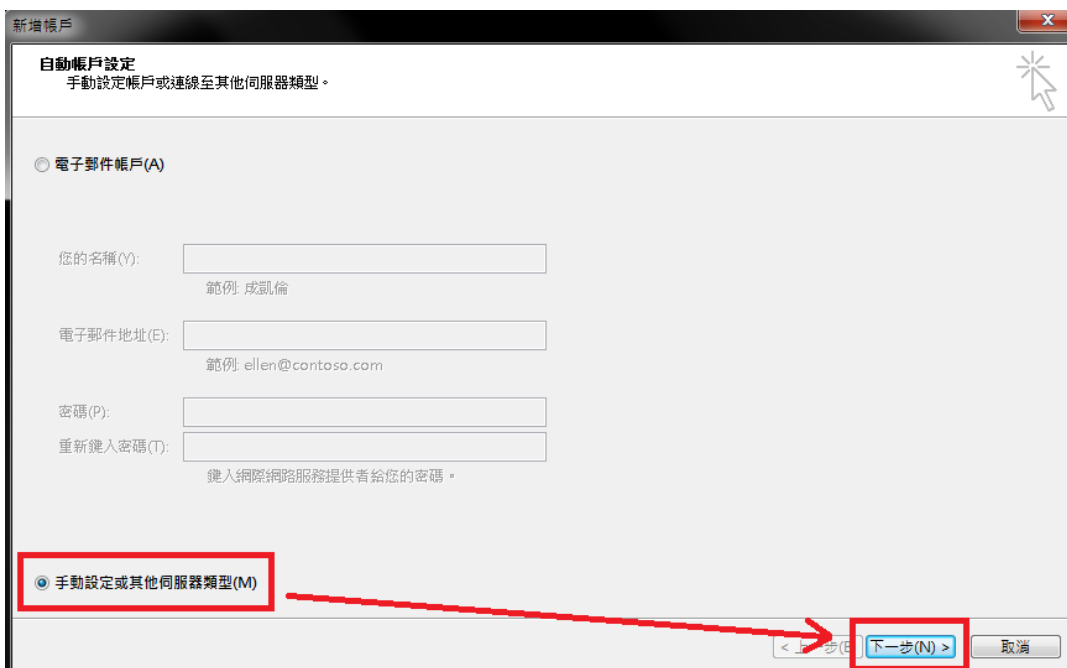 新增帳戶
自動帳戶設定
手動設定帳戶或連線至其他伺服器類型。
電子郵件帳戶(A)
您的名稱(Y):
範例: 成凱倫
電子郵件地址(E):
範例: ellen@contoso.com
密碼(P):
重新鍵入密碼(T):
鍵入網際網路服務提供者給您的密碼。
手動設定或其他伺服器類型(M)
< 上一步(B 下一步(N) > 取消